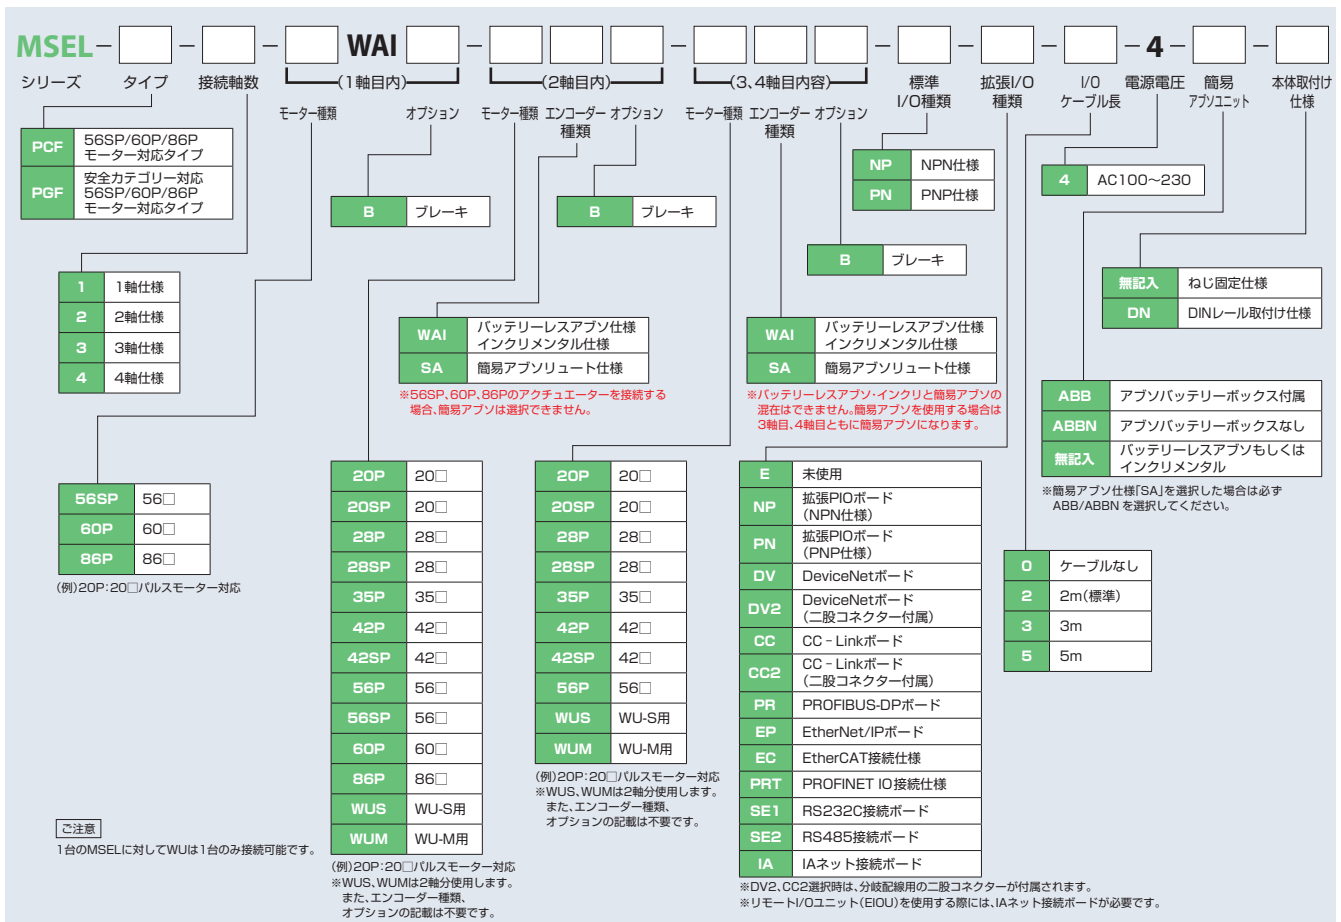 MSEL－ － － WAI － － － － － －4－ －
シリーズ タイプ 接続軸数 (1軸目内) (2軸目内) (3、4軸目内容) 標準 I/O種類 拡張I/O 種類 I/O ケーブル長 電源電圧 簡易 アブソユニット 本体取付け 仕様
モーター種類 オプション モーター種類 エンコーダー 種類 オプション モーター種類 エンコーダー 種類 オプション
PCF 56SP/60P/86P
モーター対応タイプ
PGF 安全カテゴリー対応
56SP/60P/86P
モーター対応タイプ
1 1軸仕様
2 2軸仕様
3 3軸仕様
4 4軸仕様
56SP 56□
60P 60□
86P 86□
(例)20P：20□パルスモーター対応
ご注意
1台のMSELに対してWUは1台のみ接続可能です。
B ブレーキ
B ブレーキ
WAI バッテリーレスアブソ仕様
インクリメンタル仕様
SA 簡易アブソリュート仕様
※56SP、60P、86Pのアクチュエーターを接続する
場合、簡易アブソは選択できません。
20P 20□
20SP 20□
28P 28□
28SP 28□
35P 35□
42P 42□
42SP 42□
56P 56□
56SP 56□
60P 60□
86P 86□
WUS WU-S用
WUM WU-M用
(例)20P：20□パルスモーター対応
※WUS、WUMは2軸分使用します。
また、エンコーダー種類、
オプションの記載は不要です。
20P 20□
20SP 20□
28P 28□
28SP 28□
35P 35□
42P 42□
42SP 42□
56P 56□
WUS WU-S用
WUM WU-M用
(例)20P：20□パルスモーター対応
※WUS、WUMは2軸分使用します。
また、エンコーダー種類、
オプションの記載は不要です。
NP NPN仕様
PN PNP仕様
B ブレーキ
WAI バッテリーレスアブソ仕様
インクリメンタル仕様
SA 簡易アブソリュート仕様
※バッテリーレスアブソ・インクリと簡易アブソの
混在はできません。簡易アブソを使用する場合は
3軸目、4軸目ともに簡易アブソになります。
E 未使用
NP 拡張PIOボード
(NPN仕様)
PN 拡張PIOボード
(PNP仕様)
DV DeviceNetボード
DV2 DeviceNetボード
(二股コネクター付属)
CC CC－Linkボード
CC2 CC－Linkボード
(二股コネクター付属)
PR PROFIBUS-DPボード
EP EtherNet/IPボード
EC EtherCAT接続仕様
PRT PROFINET IO接続仕様
SE1 RS232C接続ボード
SE2 RS485接続ボード
IA IAネット接続ボード
※DV2、CC2選択時は、分岐配線用の二股コネクターが付属されます。
※リモートI/Oユニット(EIOU)を使用する際には、IAネット接続ボードが必要です。
4 AC100～230
無記入 ねじ固定仕様
DN DINレール取付け仕様
ABB アブソバッテリーボックス付属
ABBN アブソバッテリーボックスなし
無記入 バッテリーレスアブソもしくは
インクリメンタル
※簡易アブソ仕様「SA」を選択した場合は必ず
ABB/ABBN を選択してください。
0 ケーブルなし
2 2m(標準)
3 3m
5 5m